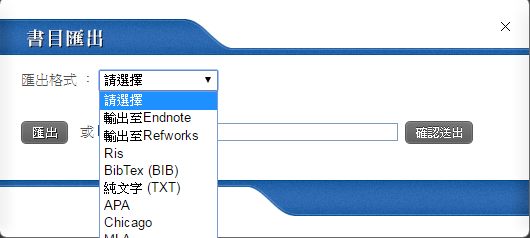 書目匯出
匯出格式 ： 請選擇
請選擇
輸出至Endnote
輸出至Refworks
Ris
BibTex (BIB)
純文字 (TXT)
APA
Chicago
MLA
匯出 或 確認送出